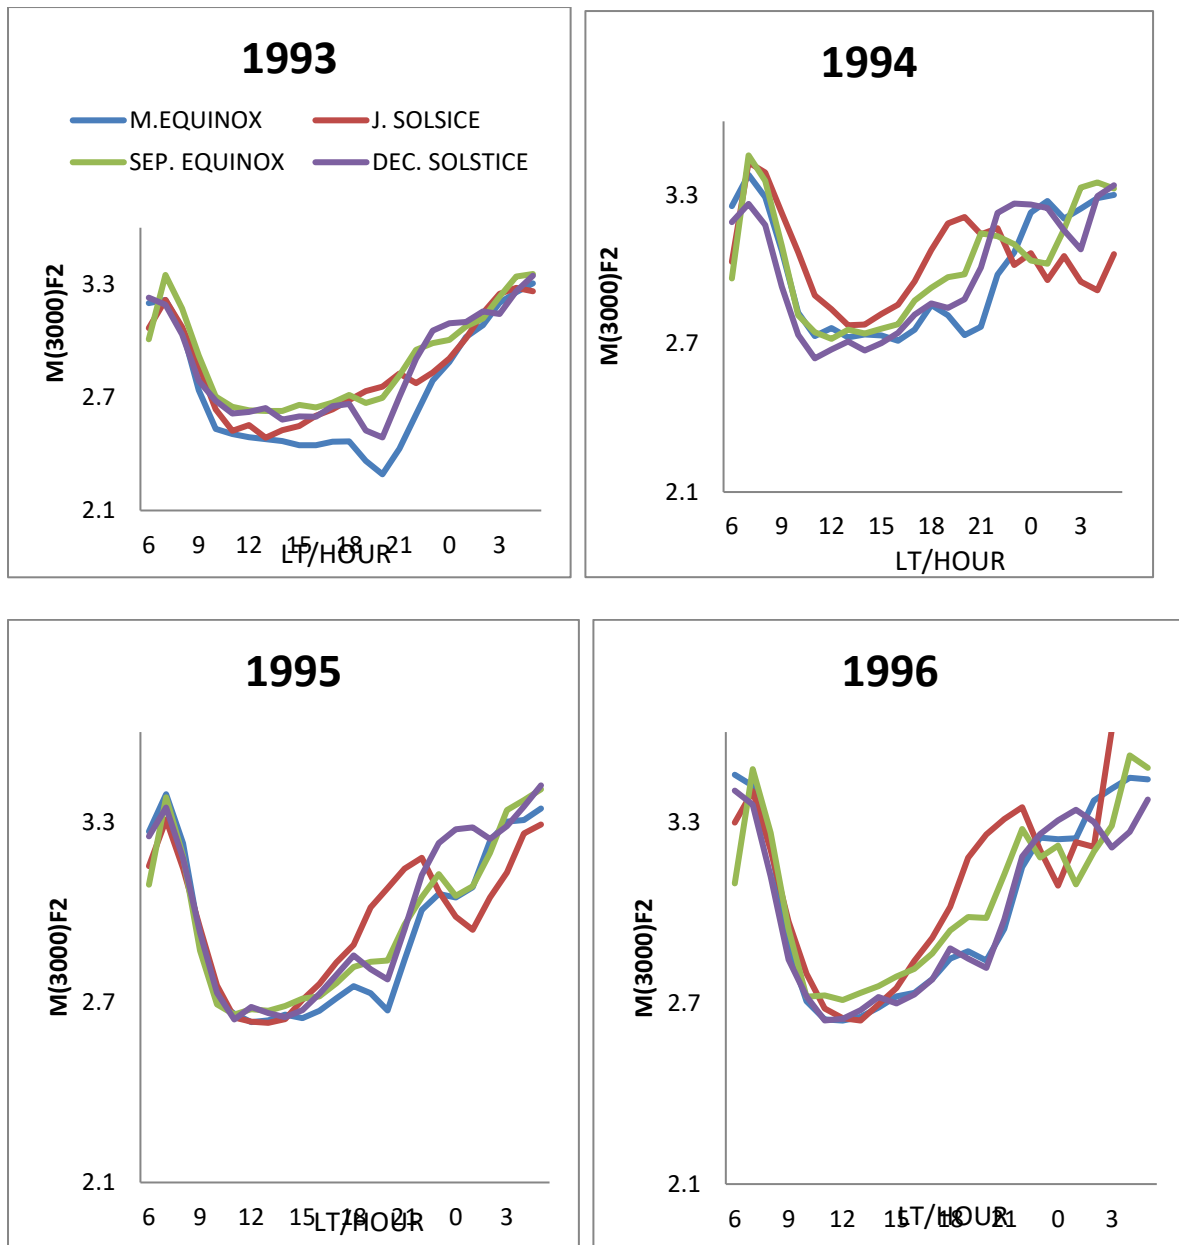 1993
M.EQUINOX J. SOLSICE
SEP. EQUINOX DEC. SOLSTICE
M(3000)F2
3.3
2.7
2.1
6 9 12 15 18 21 0 3
LT/HOUR
1994
M(3000)F2
3.3
2.7
2.1
6 9 12 15 18 21 0 3
LT/HOUR
1995
M(3000)F2
3.3
2.7
2.1
6 9 12 15 18 21 0 3
LT/HOUR
1996
M(3000)F2
3.3
2.7
2.1
6 9 12 15 18 21 0 3
LT/HOUR